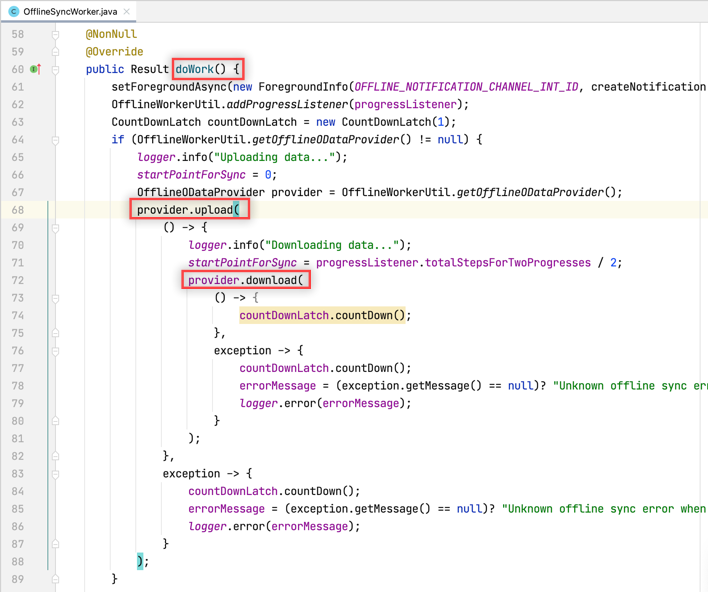 OfflineSyncWorker.java
58 @NonNull
59 @Override
60 public Result doWork() {
61 setForegroundAsync(new ForegroundInfo(OFFLINE_NOTIFICATION_CHANNEL_INT_ID, createNotification
62 OfflineWorkerUtil.addProgressListener(progressListener);
63 CountDownLatch countDownLatch = new CountDownLatch(1);
64 if (OfflineWorkerUtil.getOfflineODataProvider() != null) {
65 logger.info("Uploading data...");
66 startPointForSync = 0;
67 OfflineODataProvider provider = OfflineWorkerUtil.getOfflineODataProvider();
68 provider.upload(
69 () -> {
70 logger.info("Downloading data...");
71 startPointForSync = progressListener.totalStepsForTwoProgresses / 2;
72 provider.download(
73 () -> {
74 countDownLatch.countDown();
75 },
76 exception -> {
77 countDownLatch.countDown();
78 errorMessage = (exception.getMessage() == null)? "Unknown offline sync err
79 logger.error(errorMessage);
80 }
81 );
82 },
83 exception -> {
84 countDownLatch.countDown();
85 errorMessage = (exception.getMessage() == null)? "Unknown offline sync error when
86 logger.error(errorMessage);
87 }
88 );
89 }